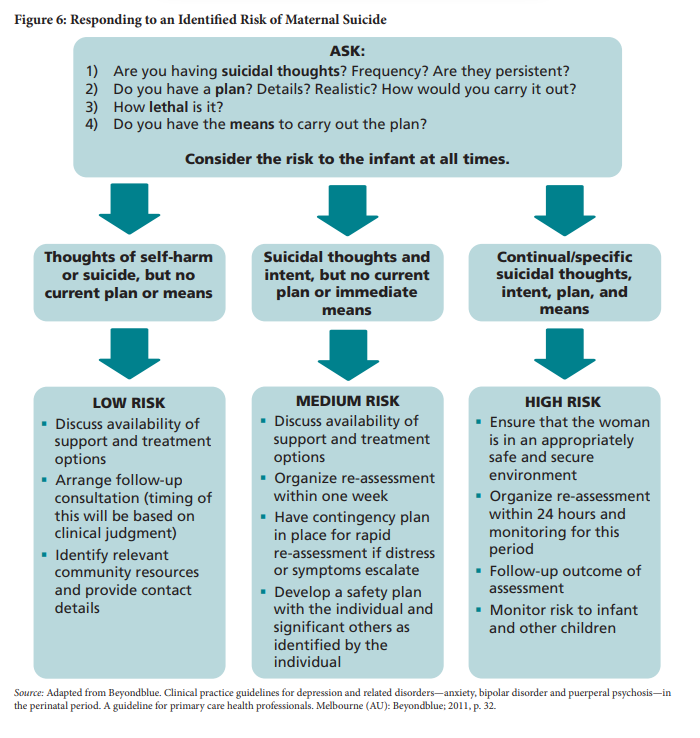 Figure 6: Responding to an Identified Risk of Maternal Suicide
ASK:
1) Are you having suicidal thoughts? Frequency? Are they persistent?
2) Do you have a plan? Details? Realistic? How would you carry it out?
3) How lethal is it?
4) Do you have the means to carry out the plan?
Consider the risk to the infant at all times.
Thoughts of self-harm
or suicide, but no
current plan or means
Suicidal thoughts and
intent, but no current
plan or immediate
means
Continual/specific
suicidal thoughts,
intent, plan, and
means
LOW RISK
▪ Discuss availability of
support and treatment
options
▪ Arrange follow-up
consultation (timing of
this will be based on
clinical judgment)
▪ Identify relevant
community resources
and provide contact
details
MEDIUM RISK
▪ Discuss availability of
support and treatment
options
▪ Organize re-assessment
within one week
▪ Have contingency plan
in place for rapid
re-assessment if distress
or symptoms escalate
▪ Develop a safety plan
with the individual and
significant others as
identified by the
individual
HIGH RISK
▪ Ensure that the woman
is in an appropriately
safe and secure
environment
▪ Organize re-assessment
within 24 hours and
monitoring for this
period
▪ Follow-up outcome of
assessment
▪ Monitor risk to infant
and other children
Source: Adapted from Beyondblue. Clinical practice guidelines for depression and related disorders—anxiety, bipolar disorder and puerperal psychosis—in
the perinatal period. A guideline for primary care health professionals. Melbourne (AU): Beyondblue; 2011, p. 32.